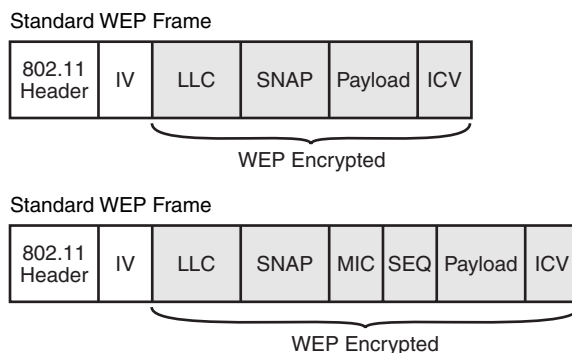 Standard WEP Frame
802.11
Header
IV
LLC
SNAP
Payload
ICV
WEP Encrypted
Standard WEP Frame
802.11
Header
IV
LLC
SNAP
MIC
SEQ
Payload
ICV
WEP Encrypted